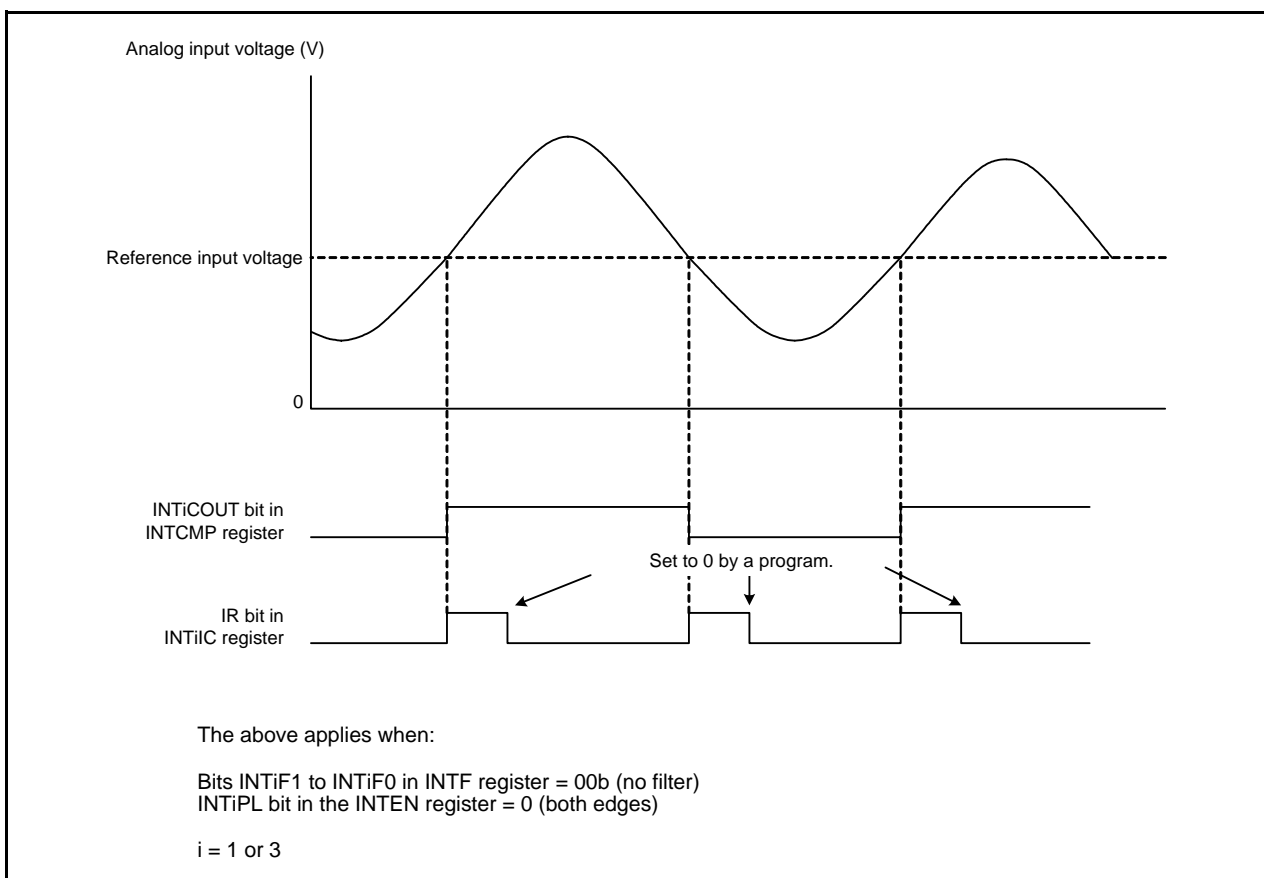 Analog input voltage (V)
Reference input voltage
0
INTiCOUT bit in
INTCMP register
Set to 0 by a program.
IR bit in
INTiIC register
The above applies when:
Bits INTiF1 to INTiF0 in INTF register = 00b (no filter)
INTiPL bit in the INTEN register = 0 (both edges)
i = 1 or 3